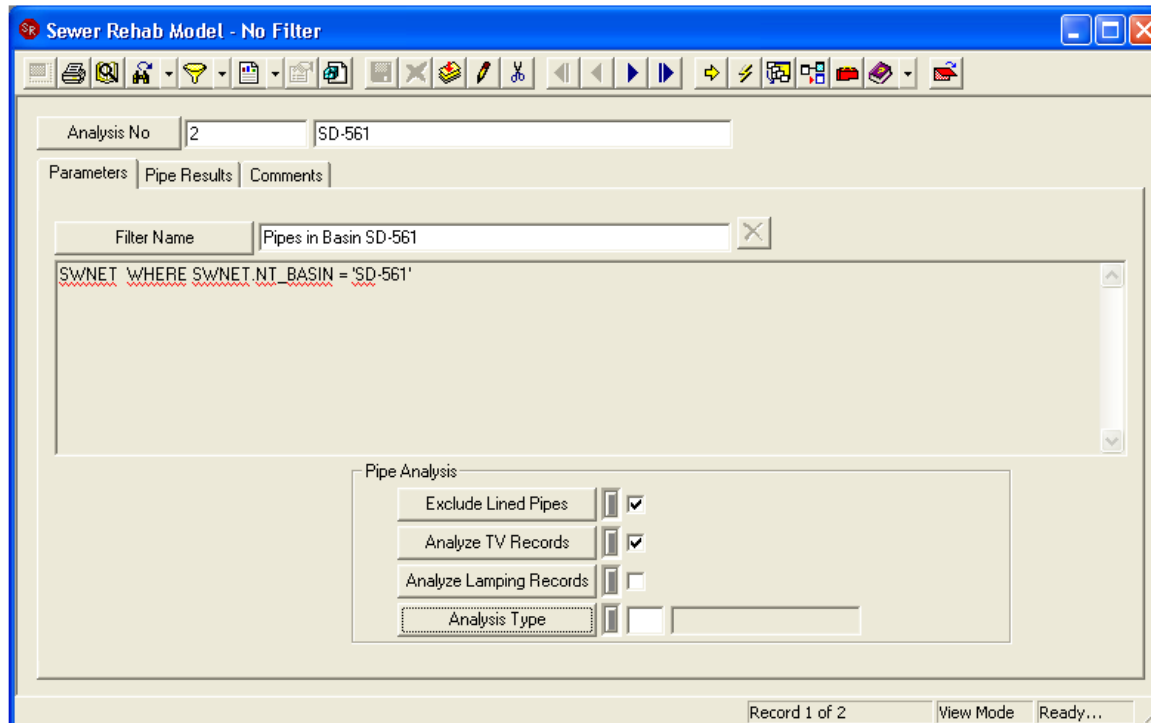 SR Sewer Rehab Model - No Filter
Analysis No 2 SD-561
Parameters Pipe Results Comments
Filter Name Pipes in Basin SD-561
SWNET WHERE SWNET.NT_BASIN = 'SD-561'
Pipe Analysis
Exclude Lined Pipes
Analyze TV Records
Analyze Lamping Records
Analysis Type
Record 1 of 2 View Mode Ready...